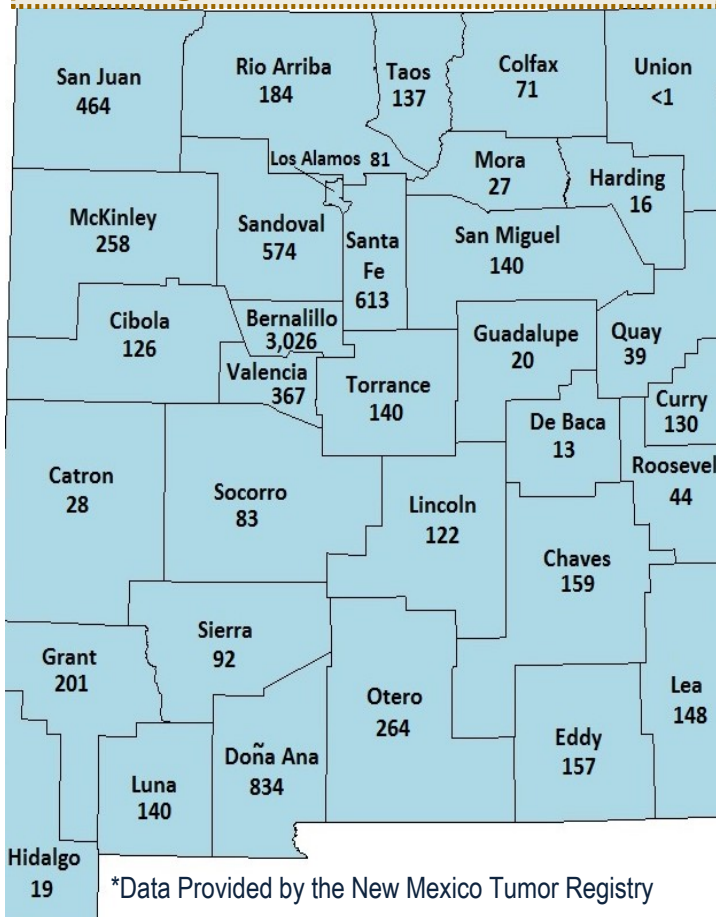 San Juan
464
Rio Arriba
184
Taos
137
Colfax
71
Union
<1
Los Alamos 81
Mora
27
Harding
16
McKinley
258
Sandoval
574
Santa
Fe
613
San Miguel
140
Cibola
126
Bernalillo
3,026
Valencia
367
Torrance
140
Guadalupe
20
Quay
39
Curry
130
De Baca
13
Roosevel
44
Catron
28
Socorro
83
Lincoln
122
Chaves
159
Sierra
92
Grant
201
Otero
264
Lea
148
Eddy
157
Doña Ana
834
Luna
140
Hidalgo
19
*Data Provided by the New Mexico Tumor Registry